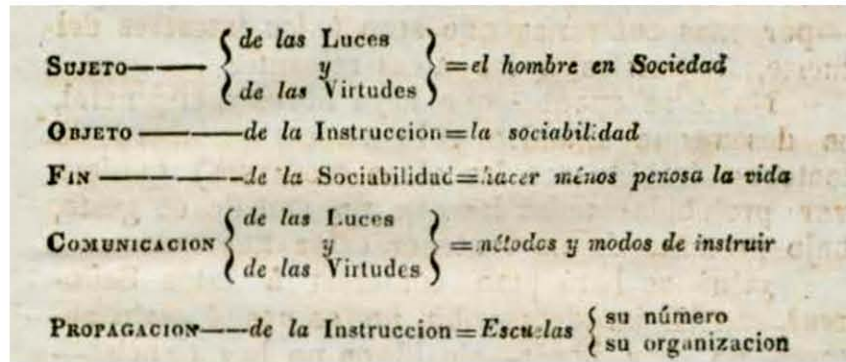 de las Luces
SUJETO——— { y } =el hombre en Sociedad
de las Virtudes
OBJETO ————de la Instruccion=la sociabilidad
FIN —————de la Sociabilidad=hacer ménos penosa la vida
de las Luces
COMUNICACION { y } =métodos y modos de instruir
de las Virtudes
PROPAGACION——de la Instruccion=Escuelas { su número
su organizacion